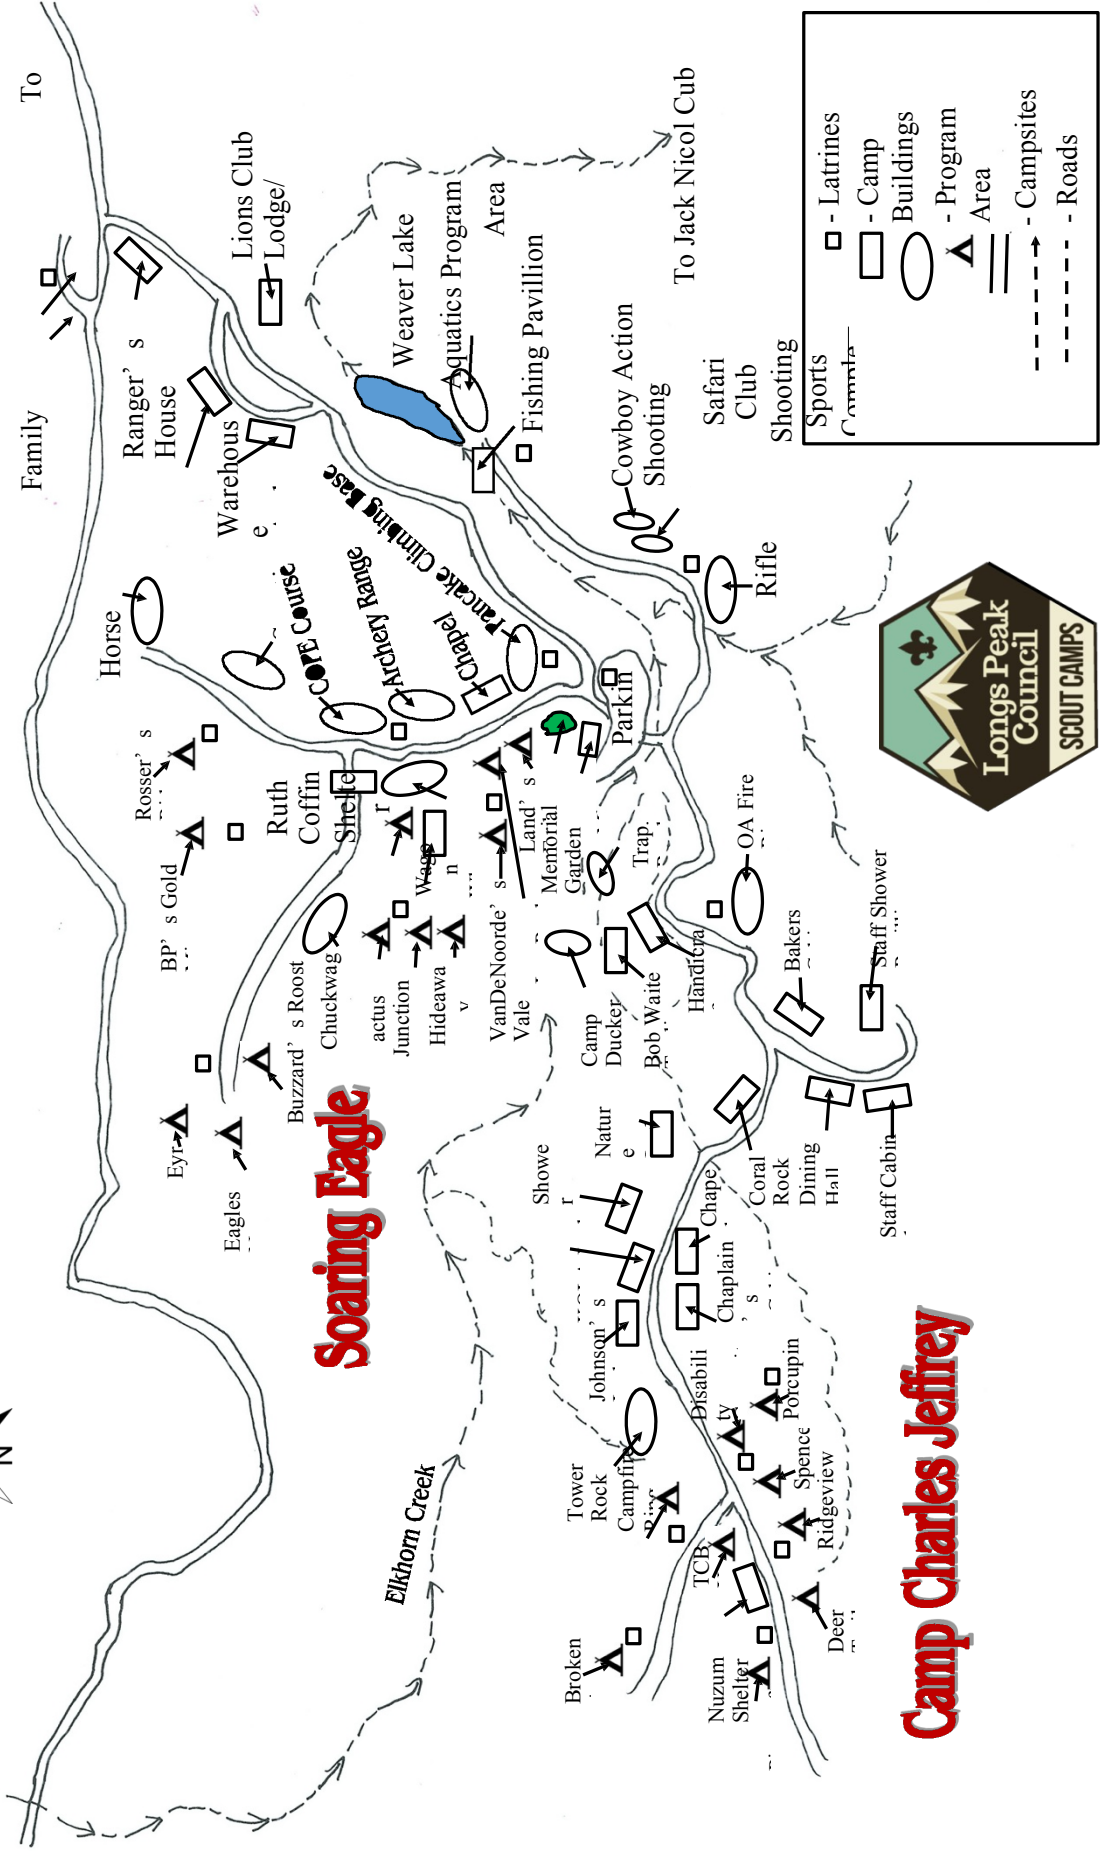 To
Family
Ranger' s
House
Lions Club
Lodge/
Warehous
e
Weaver Lake
Aquatics Program
Area
Fishing Pavillion
To Jack Nicol Cub
Cowboy Action
Shooting
Safari
Club
Shooting
Sports
Rifle
- Latrines
- Camp
Buildings
- Program
Area
- Campsites
- Roads
Horse
COPE Course
Archery Range
Chapel
Pancake Climbing Base
Parkin
Rosser' s
BP' s Gold
Ruth
Coffin
Shelte
r
Wago
n
Land' s
Memorial
Garden
Trap
VanDeNoorde' s
Vale
Buzzard' s Roost
Chuckwag
actus
Junction
Hideawa
y
Eyr
Eagles
Soaring Eagle
Camp
Ducker
Bob Waite
Handicra
OA Fire
Bakers
Staff Shower
Natur
e
Showe
r
Coral
Rock
Dining
Hall
Staff Cabin
Chape
Chaplain
' s
Johnson' s
Disabili
ty
Porcupin
Spence
Ridgeview
Tower
Rock
Campfire
Ring
TCB
Deer
Broken
Nuzum
Shelter
Elkhorn Creek
N
Camp Charles Jeffrey
Longs Peak
Council
SCOUT CAMPS